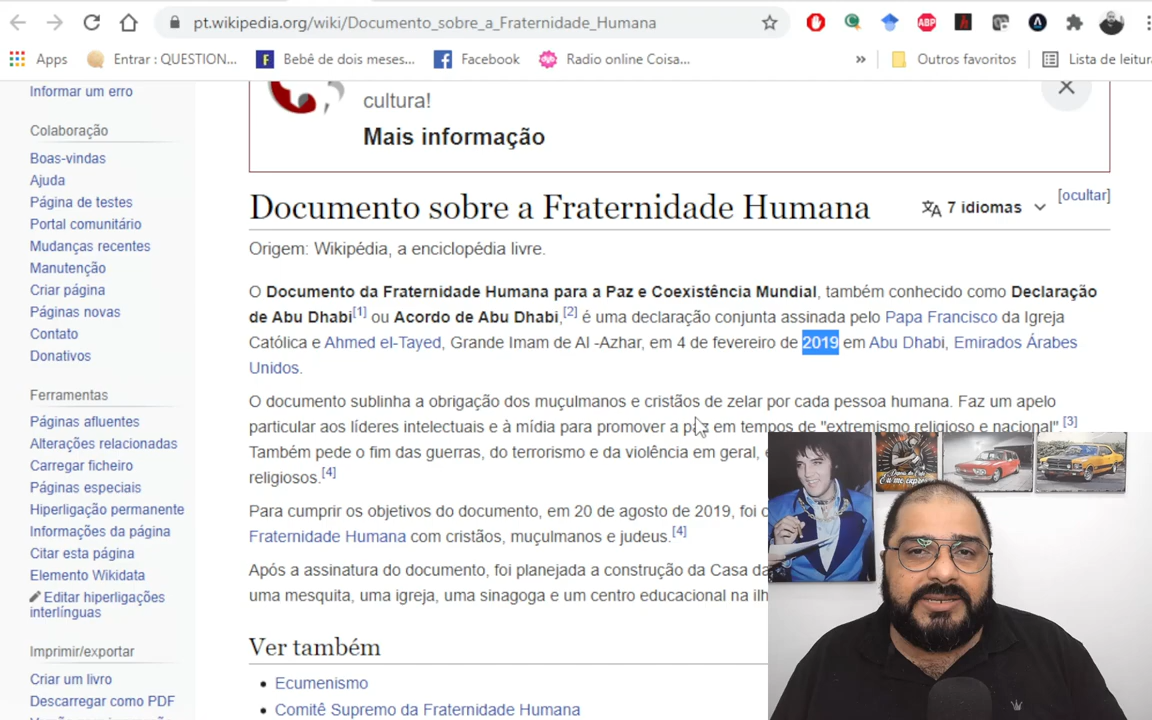 pt.wikipedia.org/wiki/Documento_sobre_a_Fraternidade_Humana
ABP
Apps
Entrar : QUESTION...
Bebê de dois meses...
Facebook
Radio online Coisa...
»
Outros favoritos
Lista de leitur
Informar um erro
Colaboração
Boas-vindas
Ajuda
Página de testes
Portal comunitário
Mudanças recentes
Manutenção
Criar página
Páginas novas
Contato
Donativos
Ferramentas
Páginas afluentes
Alterações relacionadas
Carregar ficheiro
Páginas especiais
Hiperligação permanente
Informações da página
Citar esta página
Elemento Wikidata
Editar hiperligações
interlínguas
Imprimir/exportar
Criar um livro
Descarregar como PDF
cultura!
Mais informação
[ocultar]
Documento sobre a Fraternidade Humana
7 idiomas
Origem: Wikipédia, a enciclopédia livre.
O Documento da Fraternidade Humana para a Paz e Coexistência Mundial, também conhecido como Declaração
de Abu Dhabi[1] ou Acordo de Abu Dhabi,[2] é uma declaração conjunta assinada pelo Papa Francisco da Igreja
Católica e Ahmed el-Tayed, Grande Imam de Al -Azhar, em 4 de fevereiro de 2019 em Abu Dhabi, Emirados Árabes
Unidos.
O documento sublinha a obrigação dos muçulmanos e cristãos de zelar por cada pessoa humana. Faz um apelo
particular aos líderes intelectuais e à mídia para promover a paz em tempos de "extremismo religioso e nacional".[3]
Também pede o fim das guerras, do terrorismo e da violência em geral, e
religiosos.[4]
Para cumprir os objetivos do documento, em 20 de agosto de 2019, foi c
Fraternidade Humana com cristãos, muçulmanos e judeus.[4]
Após a assinatura do documento, foi planejada a construção da Casa da
uma mesquita, uma igreja, uma sinagoga e um centro educacional na ilh
Ver também
Ecumenismo
Comitê Supremo da Fraternidade Humana